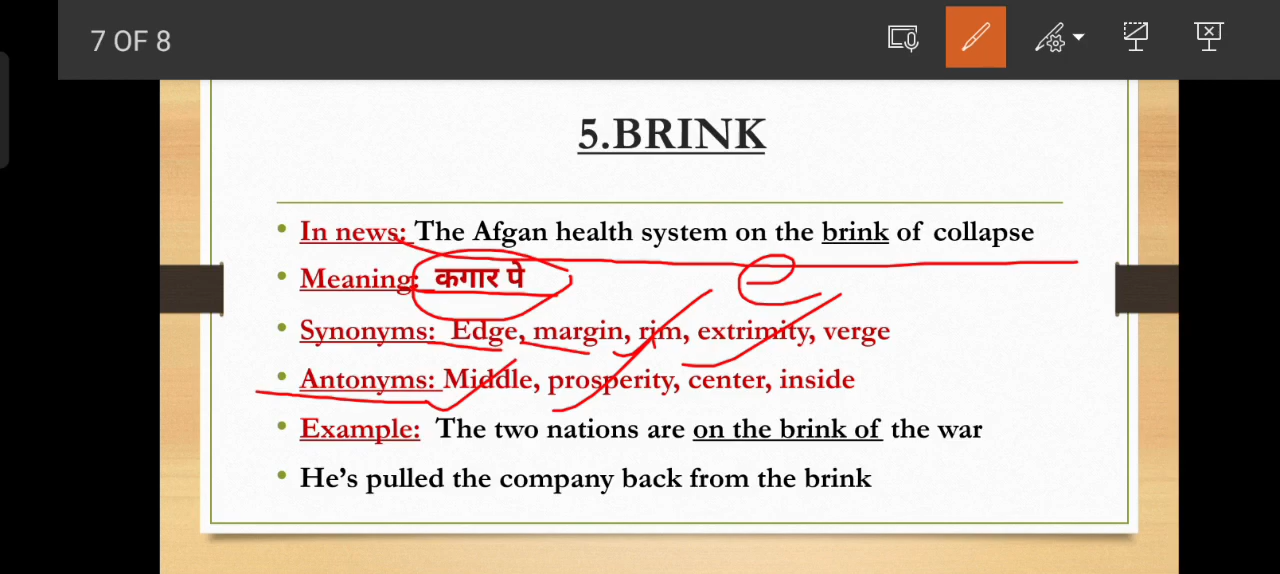 7 OF 8
5.BRINK
In news: The Afgan health system on the brink of collapse
Meaning: कगार पे
Synonyms: Edge, margin, rim, extrimity, verge
Antonyms: Middle, prosperity, center, inside
Example: The two nations are on the brink of the war
He's pulled the company back from the brink